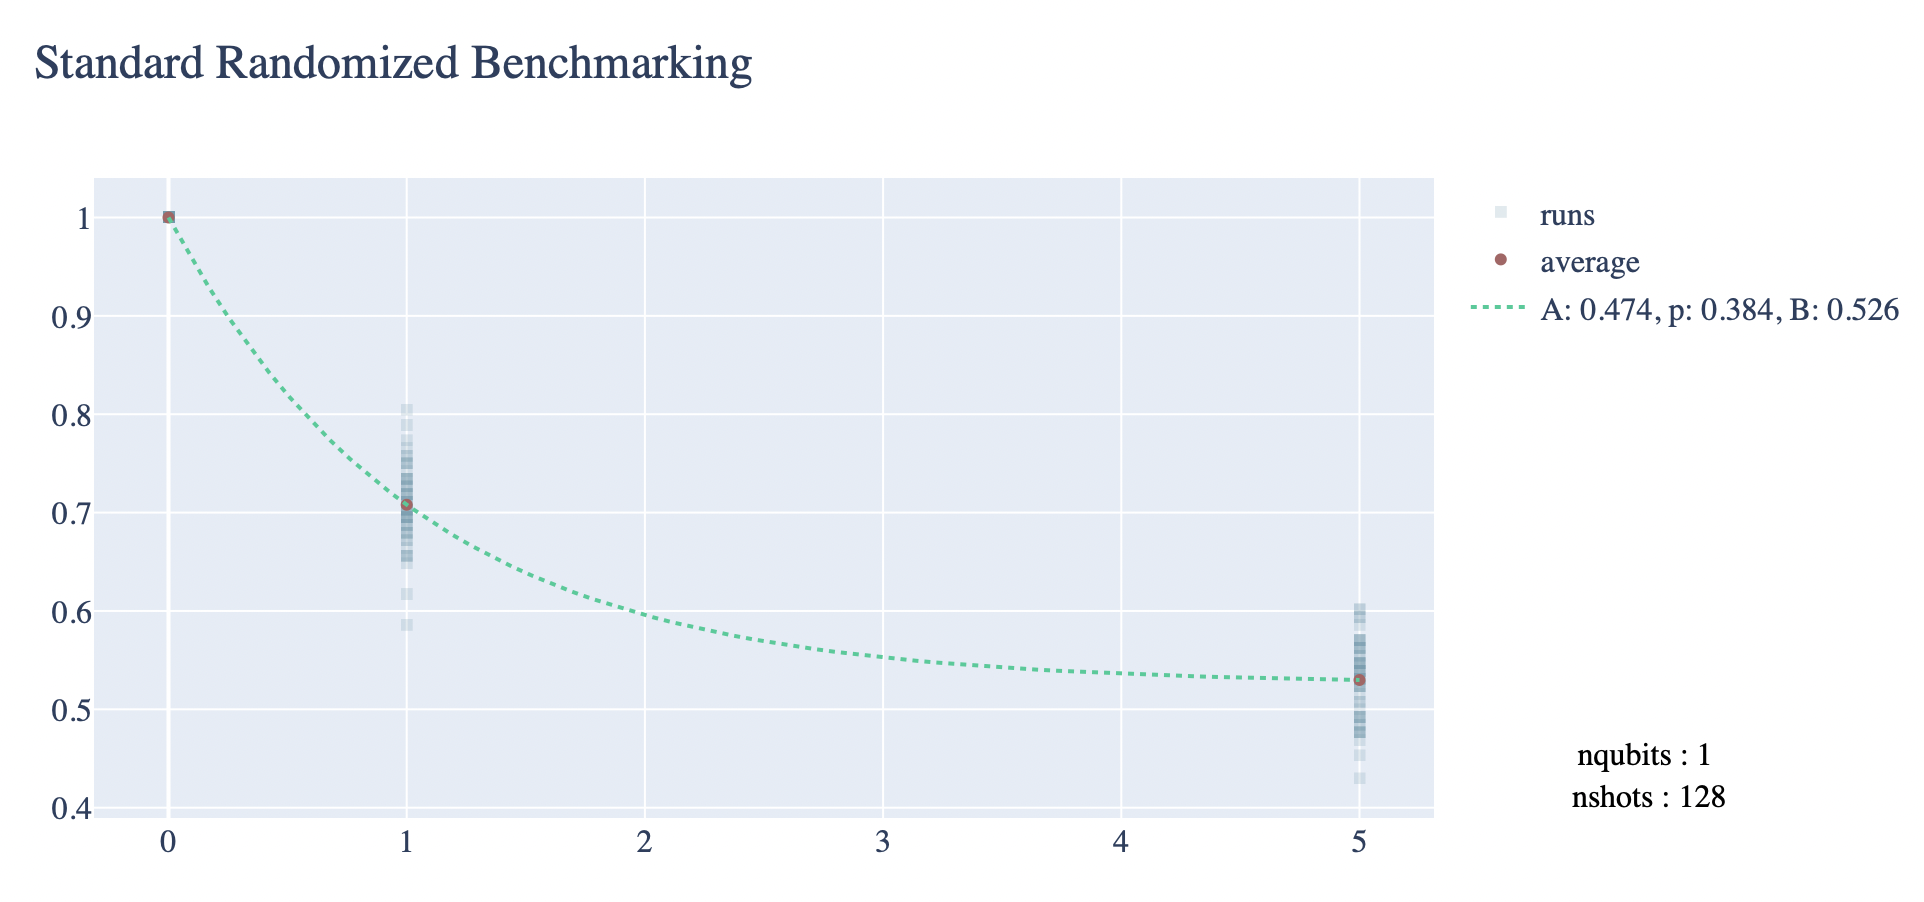 Standard Randomized Benchmarking
1
0.9
0.8
0.7
0.6
0.5
0.4
0 1 2 3 4 5
runs
average
A: 0.474, p: 0.384, B: 0.526
nqubits : 1
nshots : 128